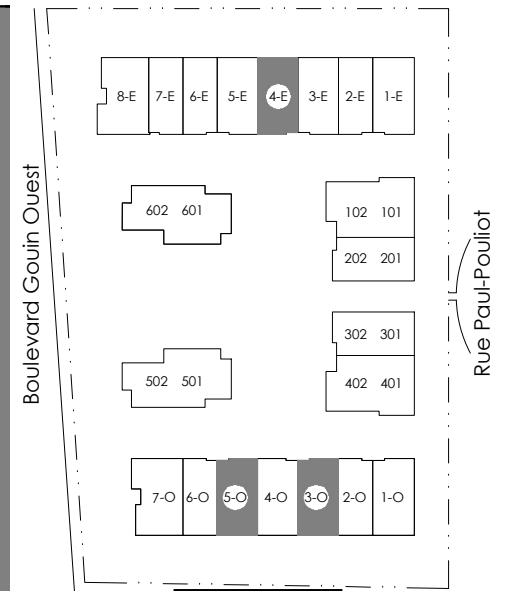 8-E 7-E 6-E 5-E 4-E 3-E 2-E 1-E
602 601
102 101
202 201
Boulevard Gouin Ouest
Rue Paul-Pouliot
302 301
502 501
402 401
7-O 6-O 5-O 4-O 3-O 2-O 1-O